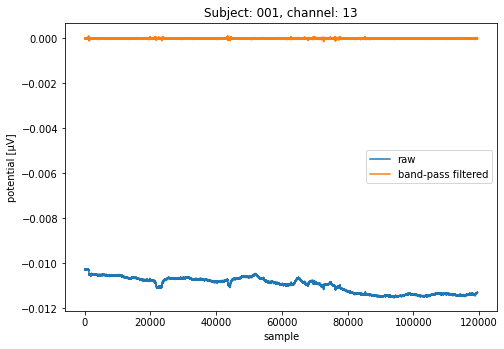 Subject: 001, channel: 13
0.000
−0.002
−0.004
−0.006
−0.008
−0.010
−0.012
potential [μV]
raw
band-pass filtered
0
20000
40000
60000
80000
100000
120000
sample